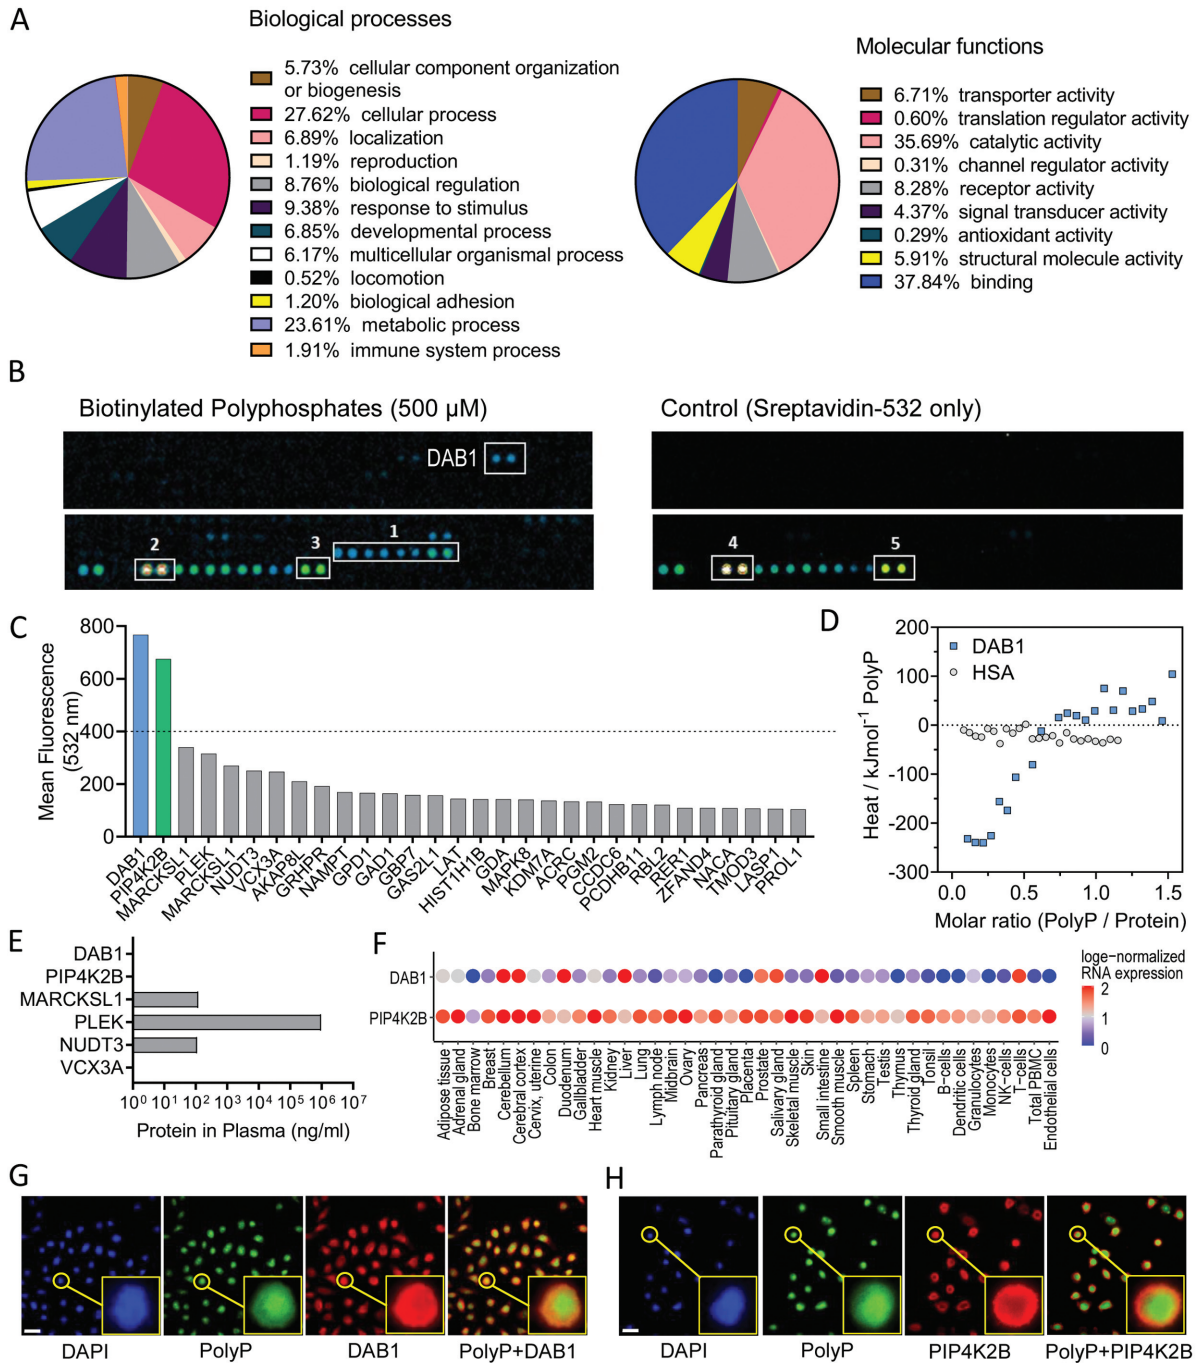 A
Biological processes
5.73% cellular component organization
or biogenesis
27.62% cellular process
6.89% localization
1.19% reproduction
8.76% biological regulation
9.38% response to stimulus
6.85% developmental process
6.17% multicellular organismal process
0.52% locomotion
1.20% biological adhesion
23.61% metabolic process
1.91% immune system process
Molecular functions
6.71% transporter activity
0.60% translation regulator activity
35.69% catalytic activity
0.31% channel regulator activity
8.28% receptor activity
4.37% signal transducer activity
0.29% antioxidant activity
5.91% structural molecule activity
37.84% binding
B
Biotinylated Polyphosphates (500 µM)
Control (Sreptavidin-532 only)
DAB1
1
2
3
4
5
C
Mean Fluorescence
(532 nm)
800
600
400
200
0
DAB1
PIP4K2B
MARCKSL1
PLEK
MARCKSL1
NUDT3
VCX3A
AKAP8L
GRHPR
NAMPT
GPD1
GAD1
GBP7
GAS2L1
LAT
HIST1H1B
GDA
MAPK8
KDM7A
ACRC
PGM2
CCDC6
PCDHB11
RBL2
RER1
ZFAND4
NACA
TMOD3
LASP1
PROL1
D
Heat / kJmol⁻¹ PolyP
200
100
0
-100
-200
-300
DAB1
HSA
0.0 0.5 1.0 1.5
Molar ratio (PolyP / Protein)
E
DAB1
PIP4K2B
MARCKSL1
PLEK
NUDT3
VCX3A
10⁰ 10¹ 10² 10³ 10⁴ 10⁵ 10⁶ 10⁷
Protein in Plasma (ng/ml)
F
DAB1
PIP4K2B
loge-normalized
RNA expression
2
1
0
Adipose tissue
Adrenal gland
Bone marrow
Breast
Cerebellum
Cerebral cortex
Cervix, uterine
Colon
Duodenum
Gallbladder
Heart muscle
Kidney
Liver
Lung
Lymph node
Midbrain
Ovary
Pancreas
Parathyroid gland
Pituitary gland
Placenta
Prostate
Salivary gland
Skeletal muscle
Skin
Small intestine
Smooth muscle
Spleen
Stomach
Testis
Thymus
Thyroid gland
Tonsil
B-cells
Dendritic cells
Granulocytes
Monocytes
NK-cells
T-cells
Total PBMC
Endothelial cells
G
DAPI
PolyP
DAB1
PolyP+DAB1
H
DAPI
PolyP
PIP4K2B
PolyP+PIP4K2B